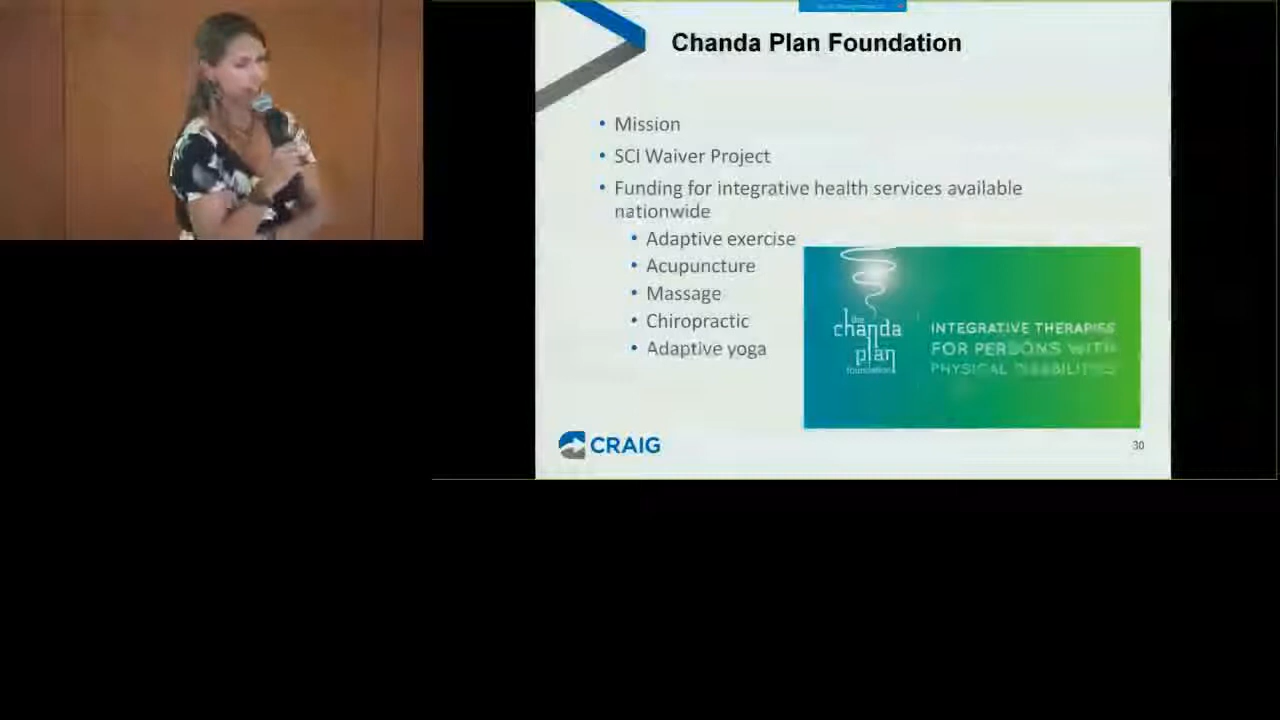 Chanda Plan Foundation
• Mission
• SCI Waiver Project
• Funding for integrative health services available
nationwide
• Adaptive exercise
• Acupuncture
• Massage
• Chiropractic
• Adaptive yoga
the
chanda
plan
foundation
INTEGRATIVE THERAPIES
FOR PERSONS WITH
PHYSICAL DISABILITIES
CRAIG
30